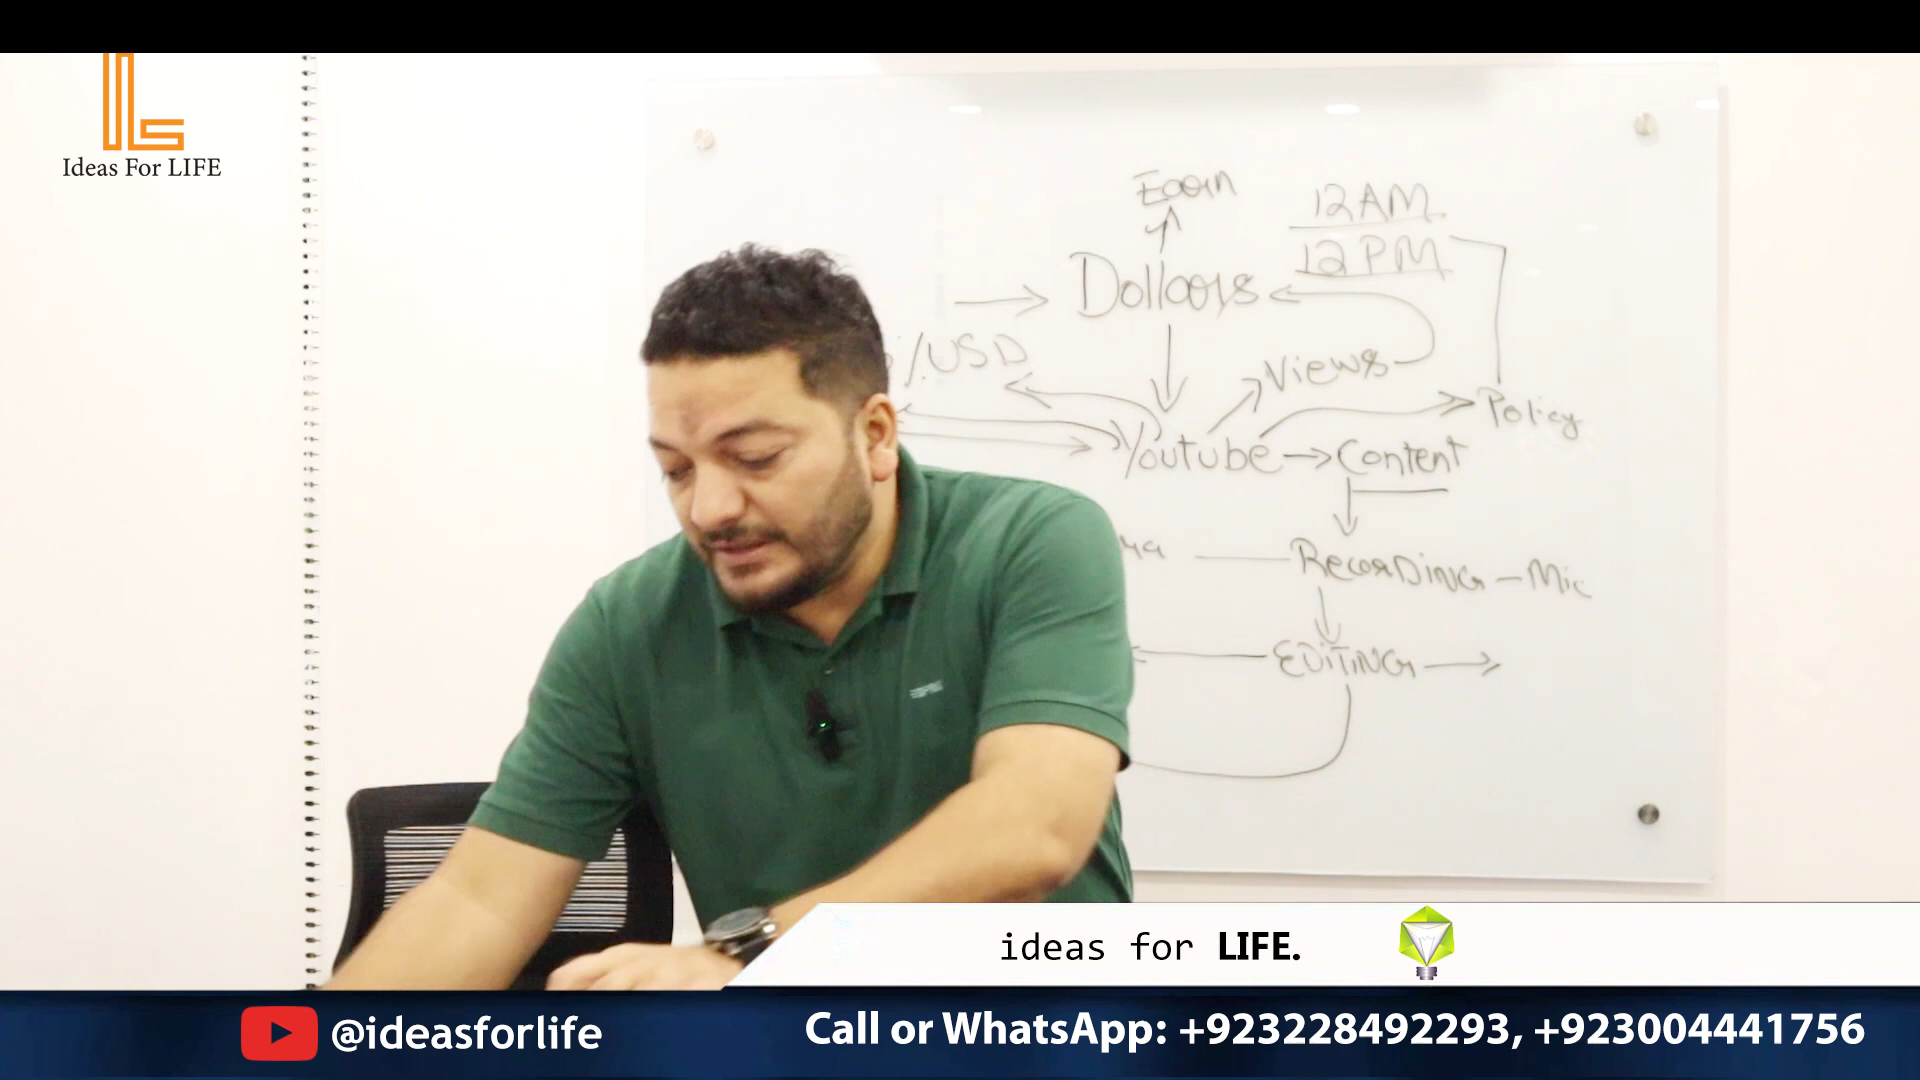 Ideas For LIFE
Earn
12AM
12PM
Dollars
/.USD
Views
Policy
Youtube
Content
RecorDING - Mic
EDITING
ideas for LIFE.
@ideasforlife
Call or WhatsApp: +923228492293, +923004441756